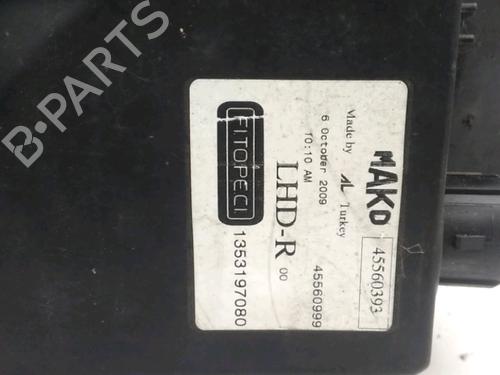 MAKO 45560393
Made by AL Turkey
6 October 2009
10:10 AM 45560999
LHD-R 00
FITOPECI 1353197080
B-Parts